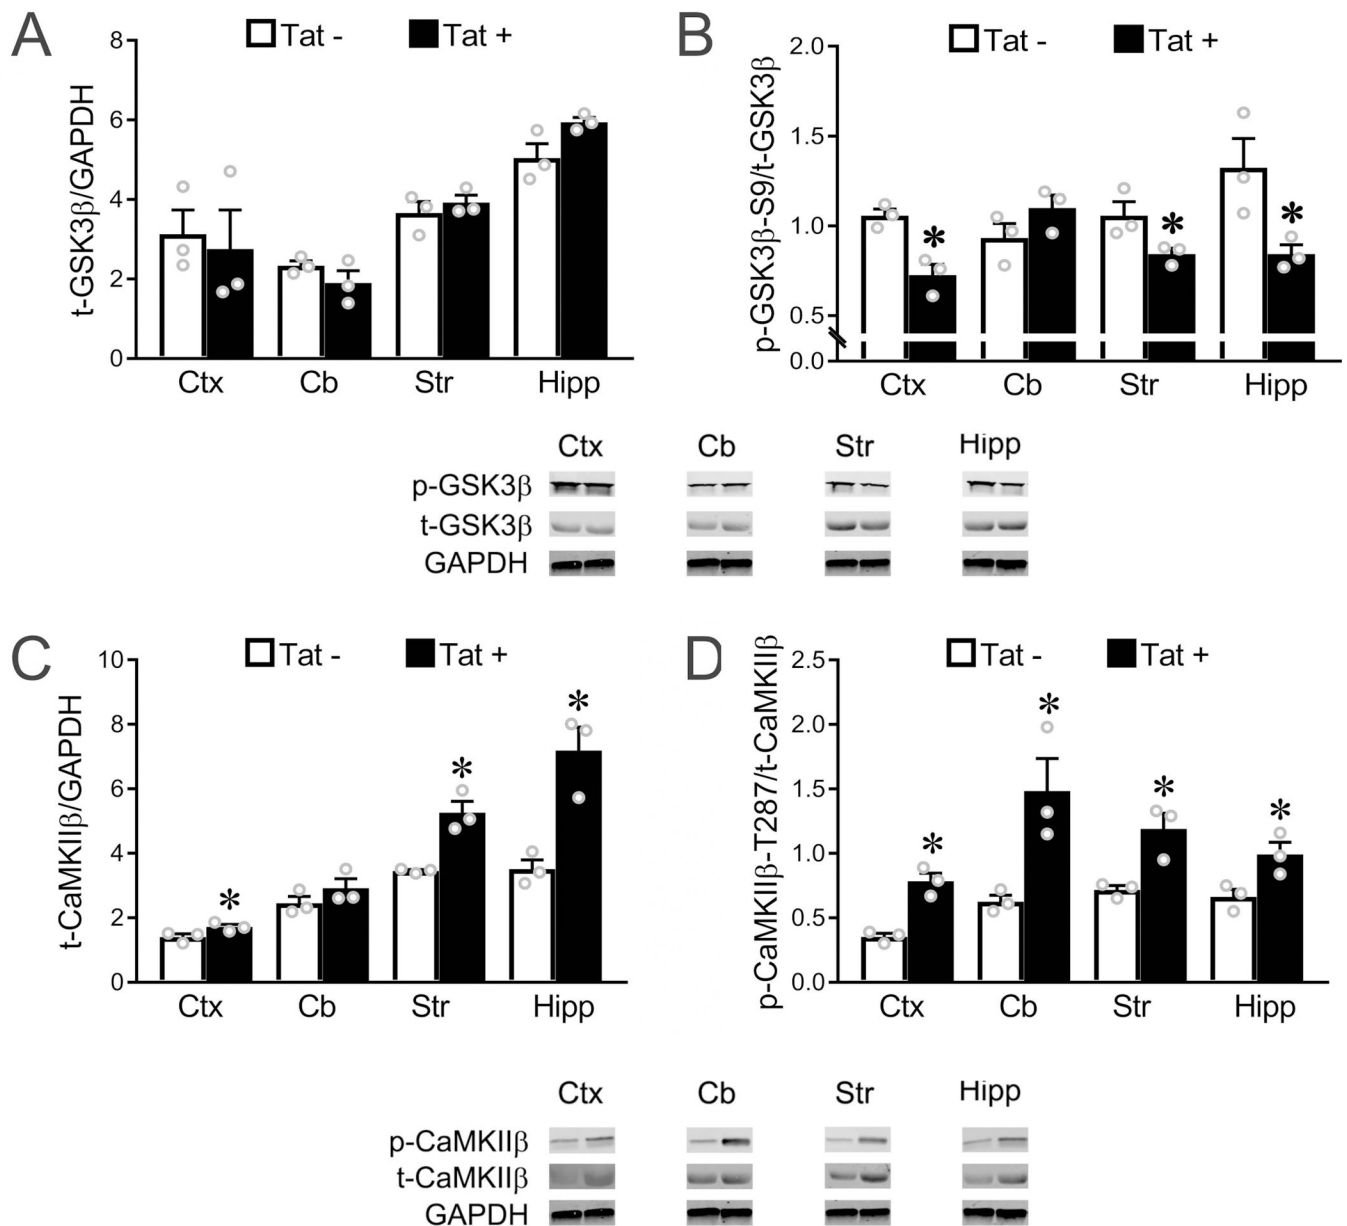 A
Tat -
Tat +
t-GSK3β/GAPDH
8
6
4
2
0
Ctx
Cb
Str
Hipp
B
Tat -
Tat +
p-GSK3β-S9/t-GSK3β
2.0
1.5
1.0
0.5
0.0
*
*
*
Ctx
Cb
Str
Hipp
Ctx
Cb
Str
Hipp
p-GSK3β
t-GSK3β
GAPDH
C
Tat -
Tat +
t-CaMKIIβ/GAPDH
10
8
6
4
2
0
*
*
*
Ctx
Cb
Str
Hipp
D
Tat -
Tat +
p-CaMKIIβ-T287/t-CaMKIIβ
2.5
2.0
1.5
1.0
0.5
0.0
*
*
*
*
Ctx
Cb
Str
Hipp
Ctx
Cb
Str
Hipp
p-CaMKIIβ
t-CaMKIIβ
GAPDH